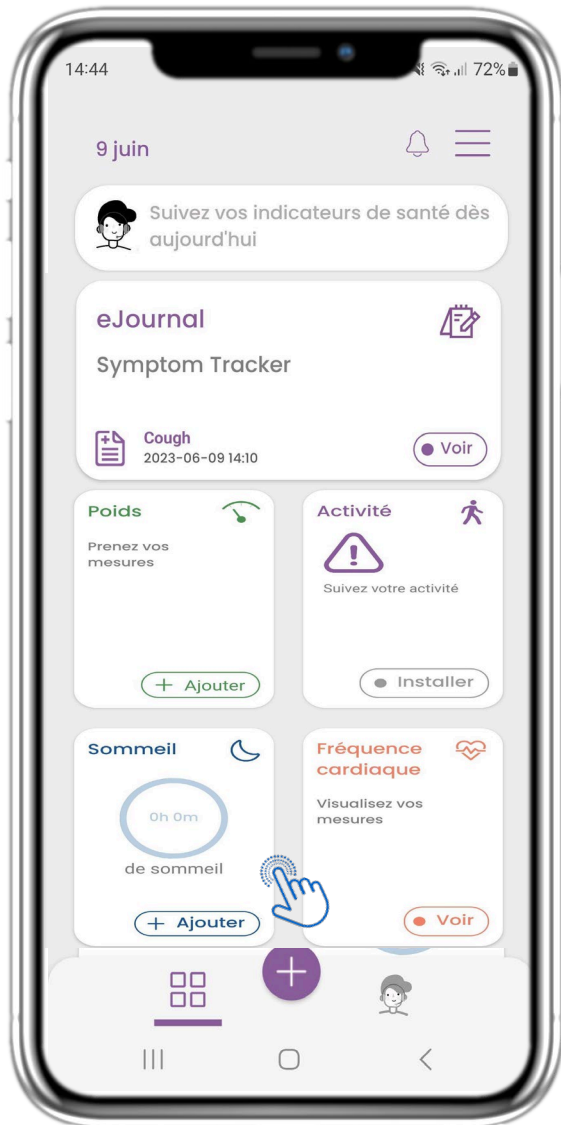 14:44
72%
9 juin
Suivez vos indicateurs de santé dès
aujourd'hui
eJournal
Symptom Tracker
Cough
2023-06-09 14:10
Voir
Poids
Prenez vos
mesures
+ Ajouter
Activité
Suivez votre activité
Installer
Sommeil
0h 0m
de sommeil
+ Ajouter
Fréquence
cardiaque
Visualisez vos
mesures
Voir